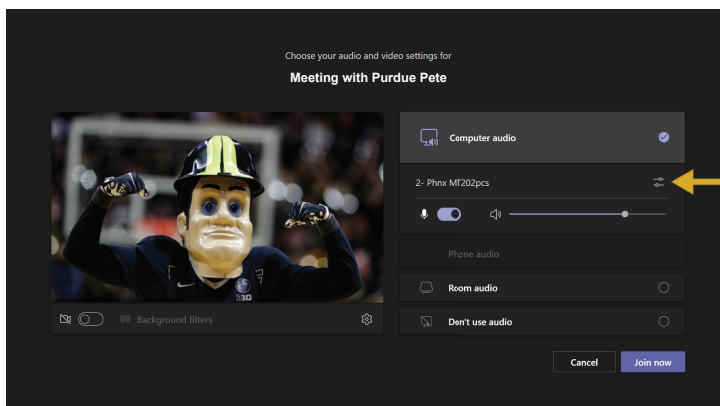 Choose your audio and video settings for
Meeting with Purdue Pete
Computer audio
2- Phnx MT202pcs
Phone audio
Room audio
Don't use audio
B1G
Background filters
Cancel
Join now